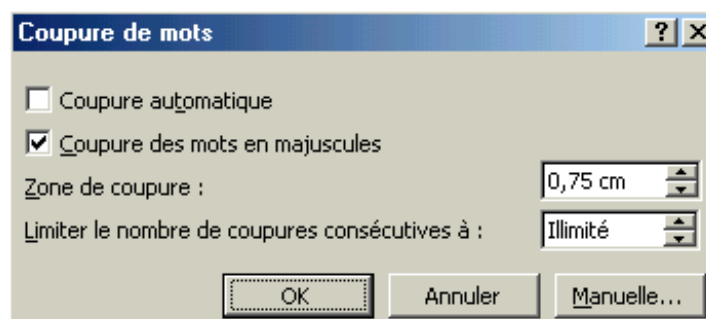 Coupure de mots
Coupure automatique
Coupure des mots en majuscules
Zone de coupure : 0,75 cm
Limiter le nombre de coupures consécutives à : Illimité
OK Annuler Manuelle...